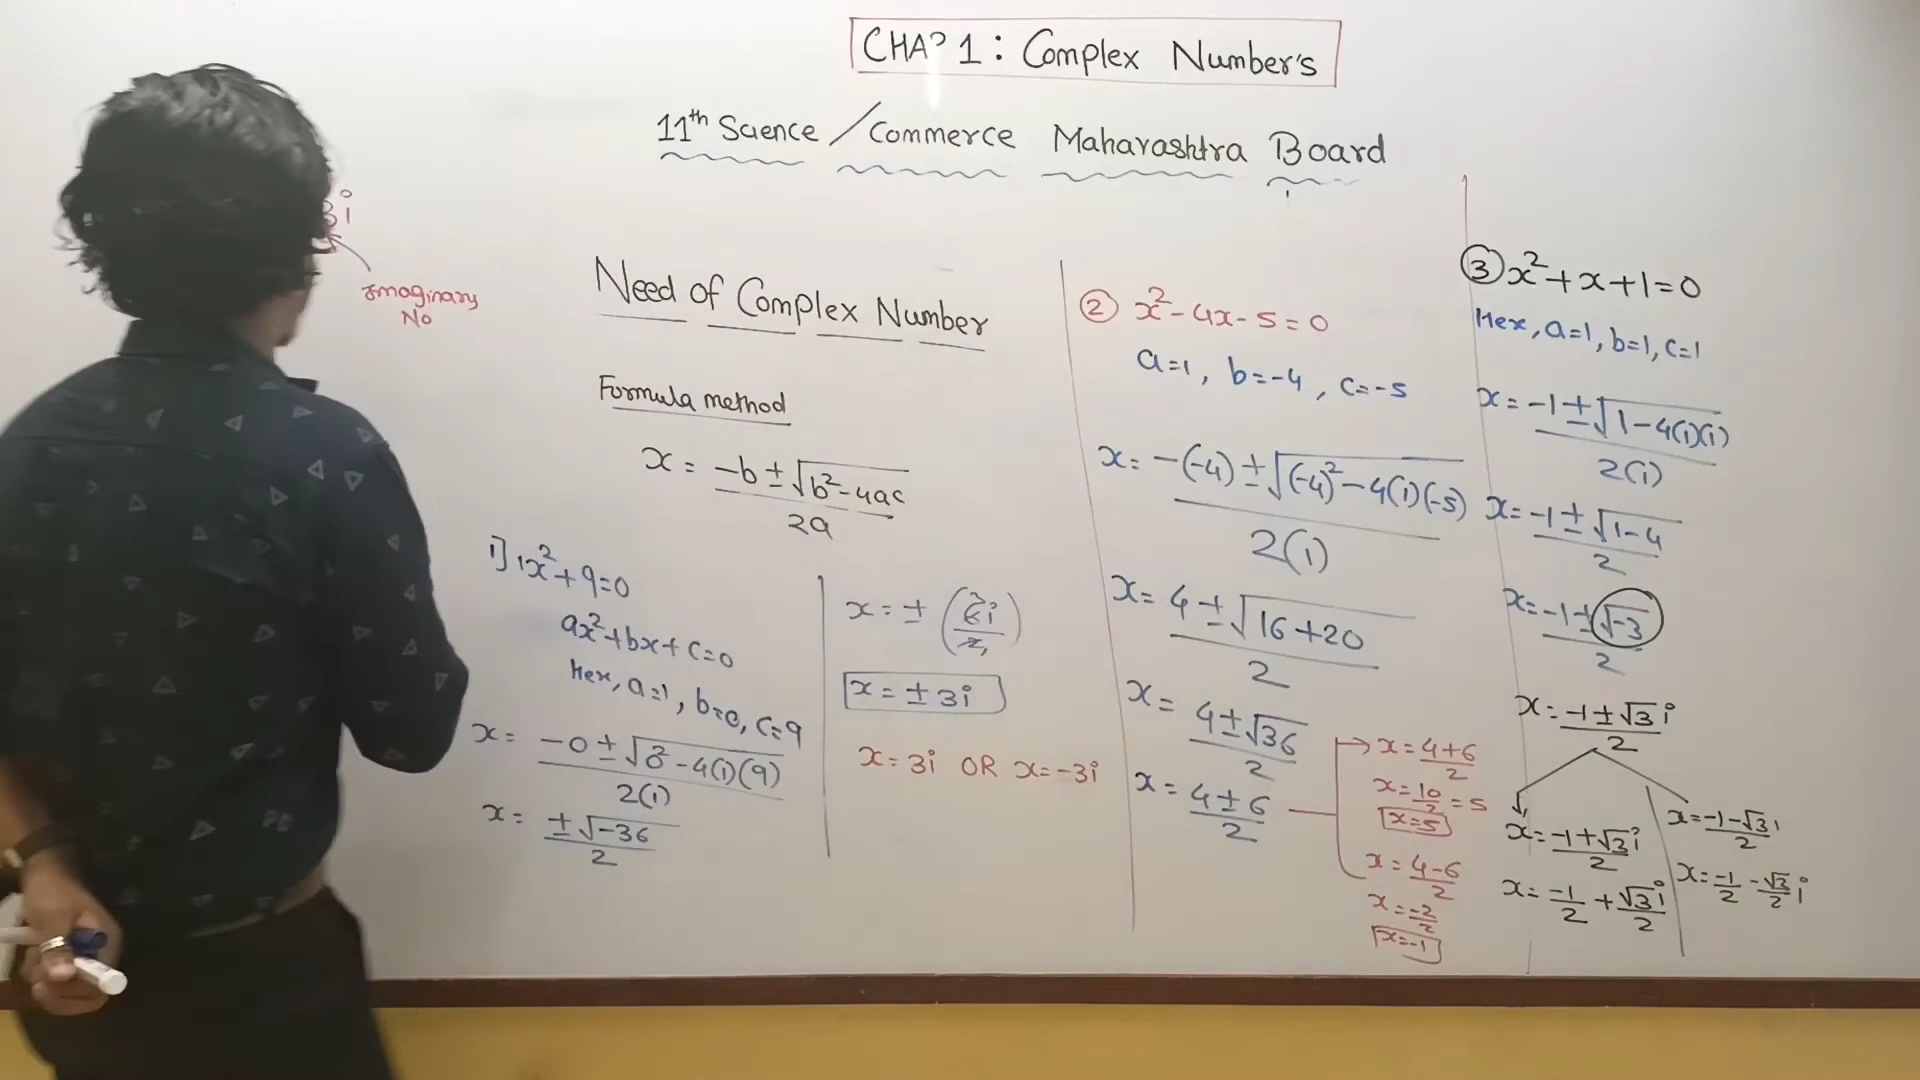 CHAP 1 : Complex Number's
11th Science / Commerce Maharashtra Board
3i
Imaginary
No
Need of Complex Number
Formula method
x = -b ± √b² - 4ac
2a
1] 1x² + 9 = 0
ax² + bx + c = 0
Her, a=1, b=0, c=9
x = -0 ± √0² - 4(1)(9)
2(1)
x = ± √-36
2
x = ± (6i
2)
x = ± 3i
x = 3i OR x = -3i
② x² - 4x - 5 = 0
a=1, b=-4, c=-5
x = -(-4) ± √(-4)² - 4(1)(-5)
2(1)
x = 4 ± √16 + 20
2
x = 4 ± √36
2
x = 4 ± 6
2
x = 4+6
2
x = 10/2 = 5
x = 5
x = 4-6
2
x = -2/2
x = -1
③ x² + x + 1 = 0
Her, a=1, b=1, c=1
x = -1 ± √1 - 4(1)(1)
2(1)
x = -1 ± √1-4
2
x = -1 ± √-3
2
x = -1 ± √3 i
2
x = -1 + √3 i
2
x = -1/2 + √3 i/2
x = -1 - √3 i
2
x = -1/2 - √3/2 i